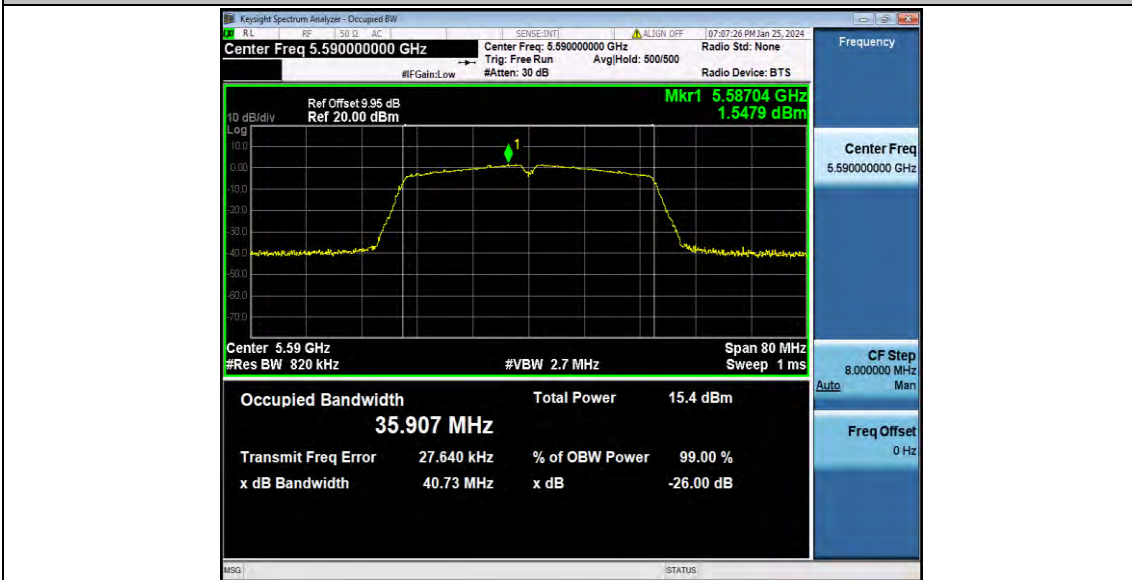 Keysight Spectrum Analyzer - Occupied BW
RL RF 50 Ω AC SENSE:INT ALIGN OFF 07:07:26 PM Jan 25, 2024
Center Freq 5.590000000 GHz
Center Freq: 5.590000000 GHz
Radio Std: None
Trig: Free Run Avg|Hold: 500/500
#IFGain:Low
#Atten: 30 dB
Radio Device: BTS
Frequency
Mkr1 5.58704 GHz
1.5479 dBm
Ref Offset 9.95 dB
10 dB/div Ref 20.00 dBm
Log
10.0
0.00
-10.0
-20.0
-30.0
-40.0
-50.0
-60.0
-70.0
1
Center 5.59 GHz
Span 80 MHz
#Res BW 820 kHz
#VBW 2.7 MHz
Sweep 1 ms
Center Freq
5.590000000 GHz
CF Step
8.000000 MHz
Auto Man
Freq Offset
0 Hz
Occupied Bandwidth
Total Power 15.4 dBm
35.907 MHz
Transmit Freq Error 27.640 kHz % of OBW Power 99.00 %
x dB Bandwidth 40.73 MHz x dB -26.00 dB
MSG
STATUS